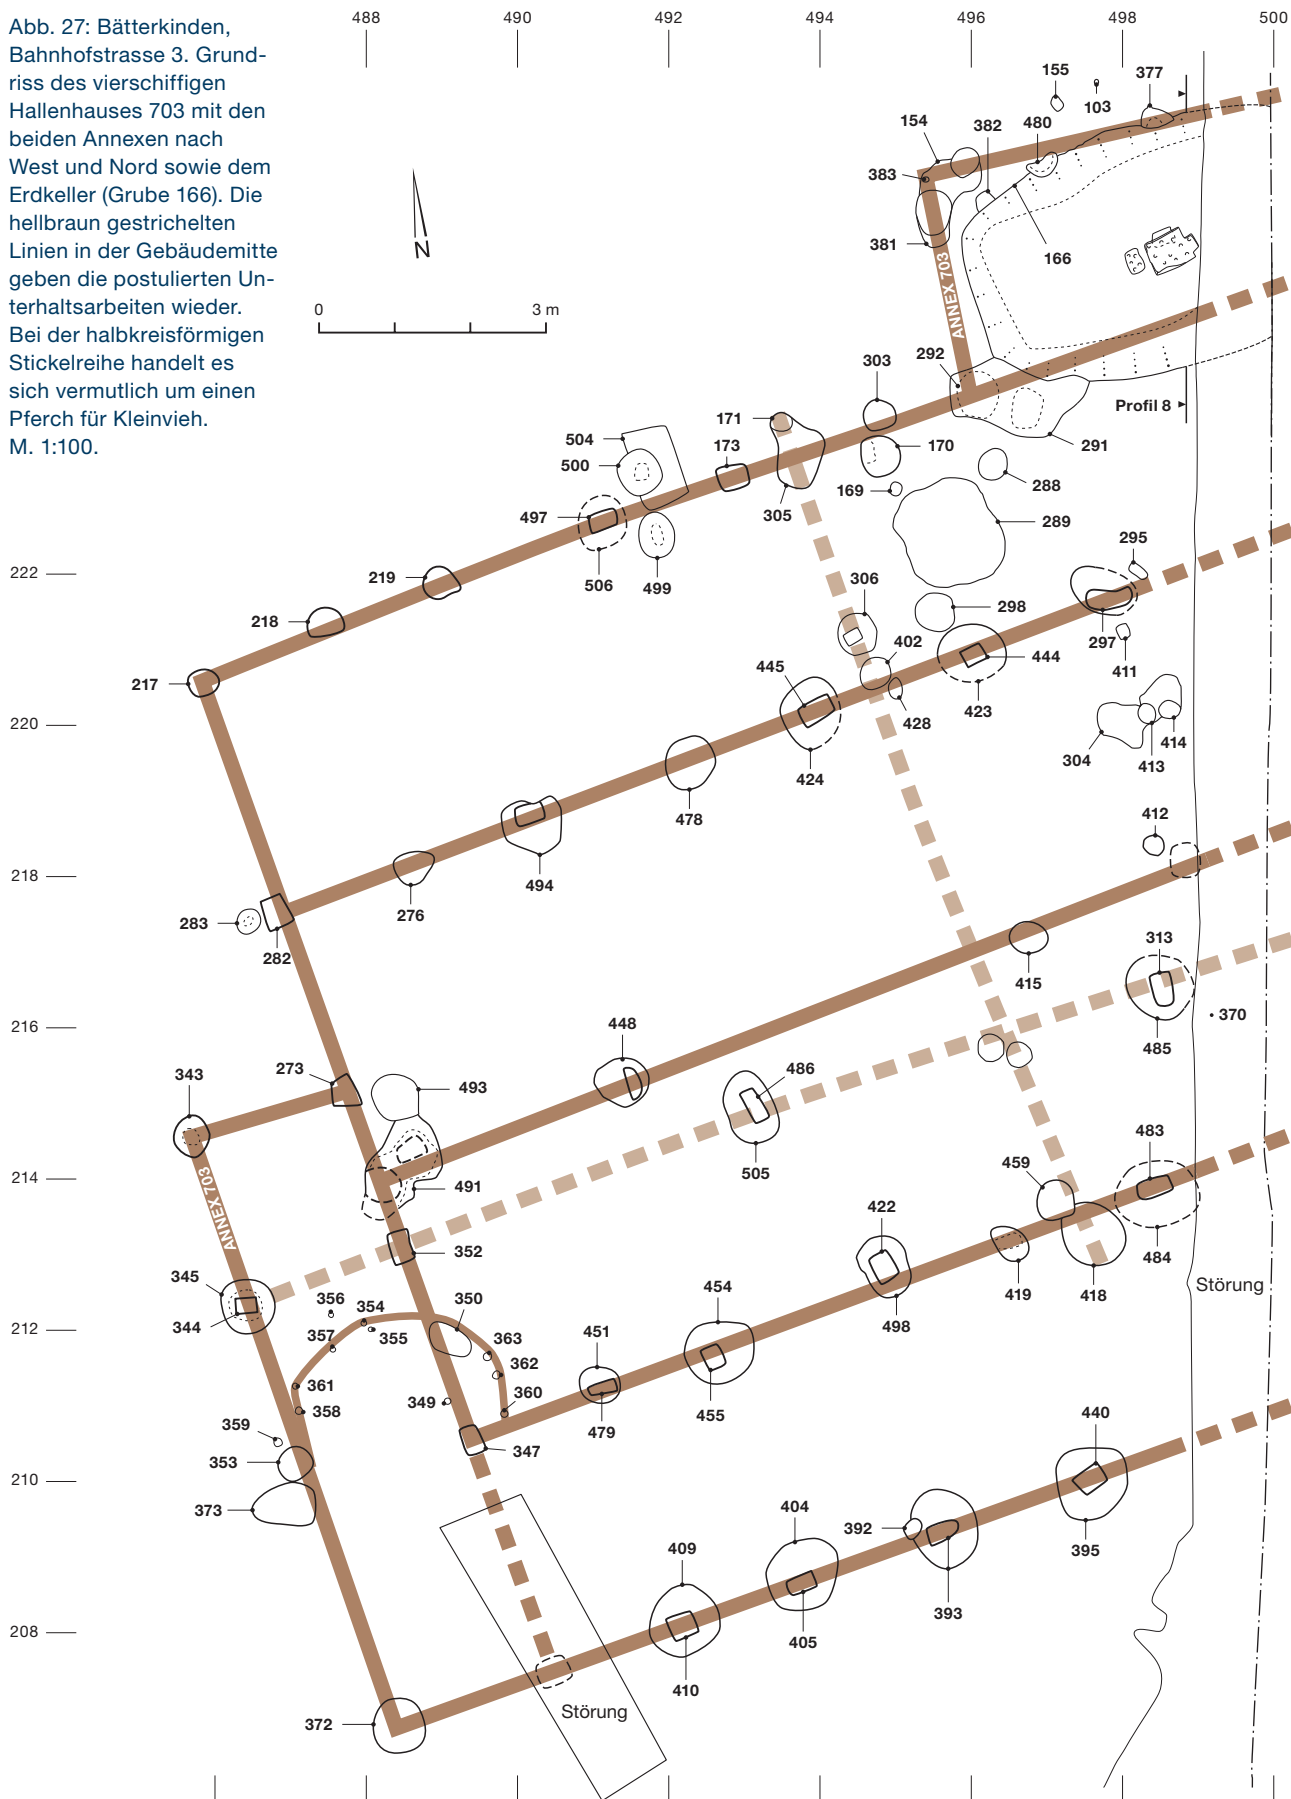 Abb. 27: Bätterkinden,
Bahnhofstrasse 3. Grund-
riss des vierschiffigen
Hallenhauses 703 mit den
beiden Annexen nach
West und Nord sowie dem
Erdkeller (Grube 166). Die
hellbraun gestrichelten
Linien in der Gebäudemitte
geben die postulierten Un-
terhaltsarbeiten wieder.
Bei der halbkreisförmigen
Stickelreihe handelt es
sich vermutlich um einen
Pferch für Kleinvieh.
M. 1:100.
488 490 492 494 496 498 500
N
0 3 m
155 377
103
154 382 480
383
381 166
ANNEX 703
292
303
Profil 8
171
504 173 170 291
500
288
169
305 289
497
295
222
506 499
219 306
298
218 402 297
411
445 444
217
428 423
220
424 304 414
413
478
412
218
494
276
283
282
313
415
216
448 370
485
343 273 486
493
483
214
505 459
491
ANNEX 703
422
352
484
345 419 418
454 Störung
356 354 350
344
498
212
357 355 363
451
362
361
349 360
455
358
440
359 347 479
353
210
404
373 392
409
395
393
208
405
410
Störung
372